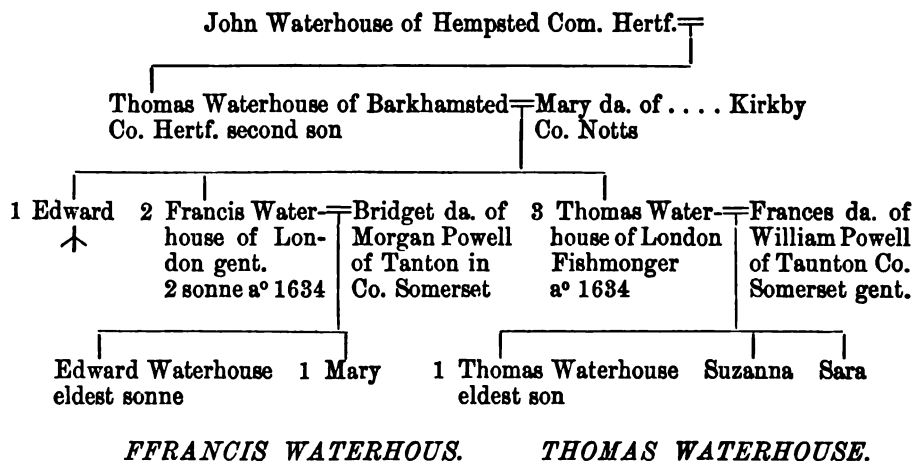 John Waterhouse of Hempsted Com. Hertf.
Thomas Waterhouse of Barkhamsted
Co. Hertf. second son
Mary da. of .... Kirkby
Co. Notts
1 Edward
2 Francis Water-
house of Lon-
don gent.
2 sonne aº 1634
Bridget da. of
Morgan Powell
of Tanton in
Co. Somerset
3 Thomas Water-
house of London
Fishmonger
aº 1634
Frances da. of
William Powell
of Taunton Co.
Somerset gent.
Edward Waterhouse
eldest sonne
1 Mary
1 Thomas Waterhouse
eldest son
Suzanna
Sara
FFRANCIS WATERHOUS.
THOMAS WATERHOUSE.